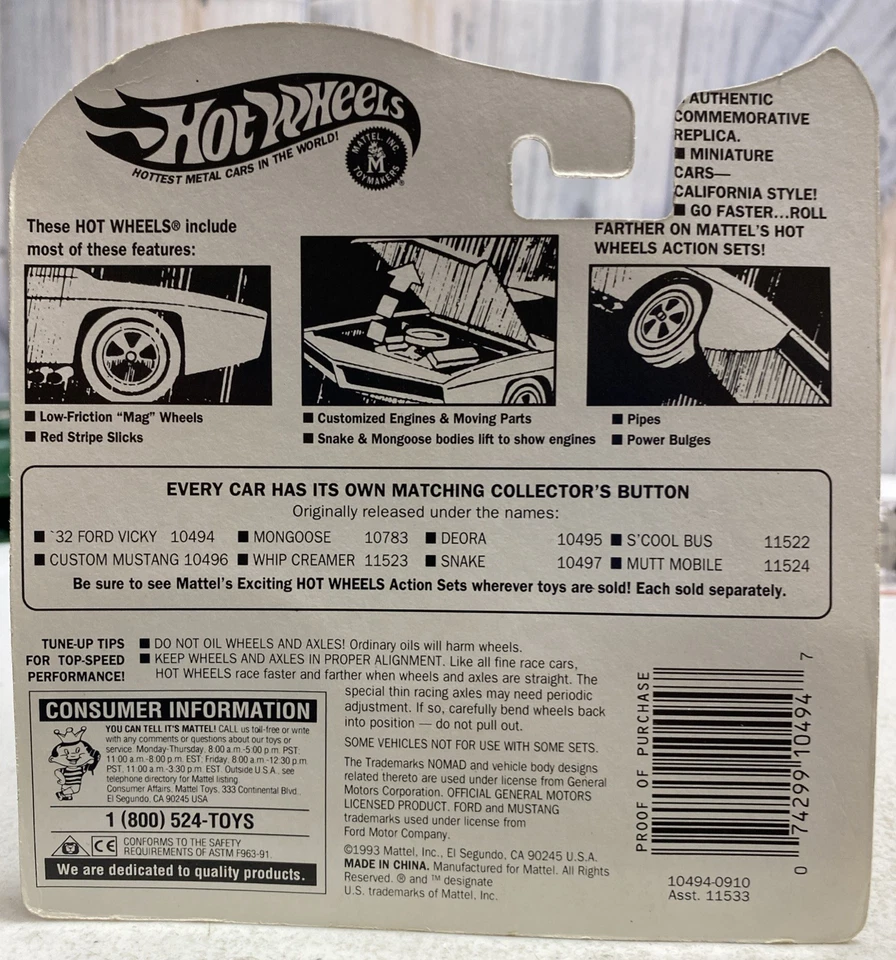 HOT WHEELS
HOTTEST METAL CARS IN THE WORLD!
MATTEL, INC. M TOYMAKERS ®
AUTHENTIC
COMMEMORATIVE
REPLICA.
■ MINIATURE
CARS—
CALIFORNIA STYLE!
■ GO FASTER...ROLL
FARTHER ON MATTEL'S HOT
WHEELS ACTION SETS!
These HOT WHEELS® include
most of these features:
■ Low-Friction “Mag” Wheels
■ Red Stripe Slicks
■ Customized Engines & Moving Parts
■ Snake & Mongoose bodies lift to show engines
■ Pipes
■ Power Bulges
EVERY CAR HAS ITS OWN MATCHING COLLECTOR'S BUTTON
Originally released under the names:
■ `32 FORD VICKY 10494 ■ MONGOOSE 10783 ■ DEORA 10495 ■ S'COOL BUS 11522
■ CUSTOM MUSTANG 10496 ■ WHIP CREAMER 11523 ■ SNAKE 10497 ■ MUTT MOBILE 11524
Be sure to see Mattel's Exciting HOT WHEELS Action Sets wherever toys are sold! Each sold separately.
TUNE-UP TIPS
FOR TOP-SPEED
PERFORMANCE!
■ DO NOT OIL WHEELS AND AXLES! Ordinary oils will harm wheels.
■ KEEP WHEELS AND AXLES IN PROPER ALIGNMENT. Like all fine race cars,
HOT WHEELS race faster and farther when wheels and axles are straight. The
special thin racing axles may need periodic
adjustment. If so, carefully bend wheels back
into position — do not pull out.
SOME VEHICLES NOT FOR USE WITH SOME SETS.
The Trademarks NOMAD and vehicle body designs
related thereto are used under license from General
Motors Corporation. OFFICIAL GENERAL MOTORS
LICENSED PRODUCT. FORD and MUSTANG
trademarks used under license from
Ford Motor Company.
©1993 Mattel, Inc., El Segundo, CA 90245 U.S.A.
MADE IN CHINA. Manufactured for Mattel. All Rights
Reserved. ® and ™ designate
U.S. trademarks of Mattel, Inc.
CONSUMER INFORMATION
YOU CAN TELL IT'S MATTEL! CALL us toll-free or write
with any comments or questions about our toys or
service. Monday-Thursday, 8:00 a.m.-5:00 p.m. PST:
11:00 a.m.-8:00 p.m. EST; Friday, 8:00 a.m.-12:30 p.m.
PST, 11:00 a.m.-3:30 p.m. EST. Outside U.S.A., see
telephone directory for Mattel listing.
Consumer Affairs, Mattel Toys, 333 Continental Blvd.,
El Segundo, CA 90245 USA
1 (800) 524-TOYS
CE CONFORMS TO THE SAFETY
REQUIREMENTS OF ASTM F963-91.
We are dedicated to quality products.
PROOF OF PURCHASE
0 74299 10494 7
10494-0910
Asst. 11533